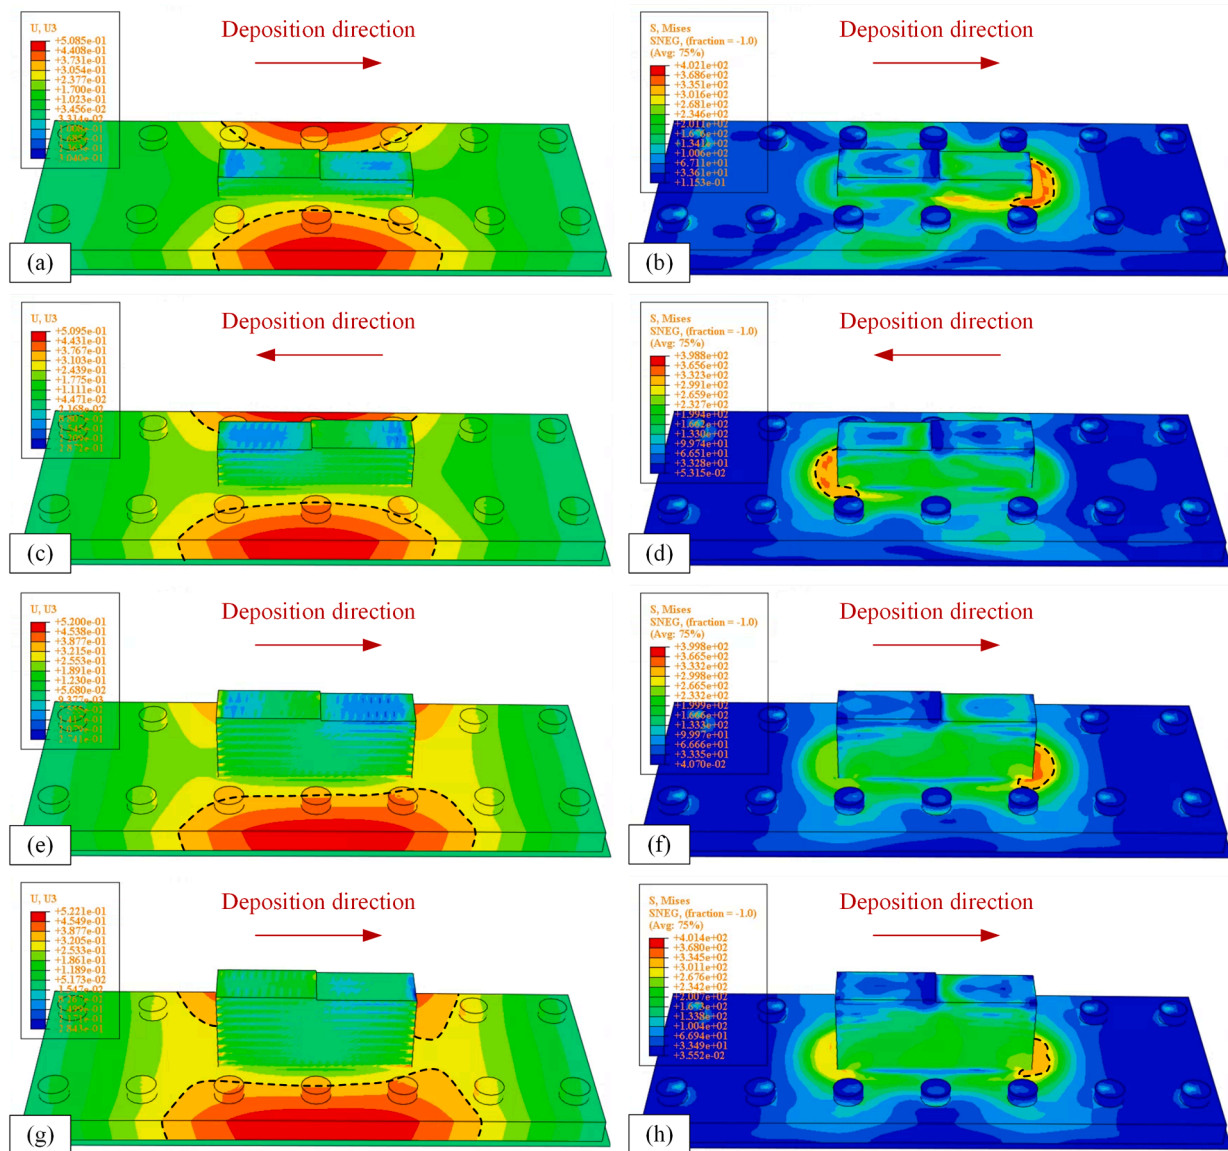 U, U3
+5.085e-01
+4.408e-01
+3.731e-01
+3.054e-01
+2.377e-01
+1.700e-01
+1.023e-01
+3.456e-02
Deposition direction
(a)
S, Mises
SNEG, (fraction = -1.0)
(Avg: 75%)
+4.021e+02
+3.686e+02
+3.351e+02
+3.016e+02
+2.681e+02
+2.346e+02
+2.011e+02
+1.676e+02
+1.341e+02
+1.006e+02
+6.711e+01
+3.361e+01
+1.153e-01
Deposition direction
(b)
U, U3
+5.095e-01
+4.431e-01
+3.767e-01
+3.103e-01
+2.439e-01
+1.775e-01
+1.111e-01
+4.471e-02
Deposition direction
(c)
S, Mises
SNEG, (fraction = -1.0)
(Avg: 75%)
+3.988e+02
+3.656e+02
+3.323e+02
+2.991e+02
+2.659e+02
+2.327e+02
+1.994e+02
+1.662e+02
+1.330e+02
+9.974e+01
+6.651e+01
+3.328e+01
+5.315e-02
Deposition direction
(d)
U, U3
+5.200e-01
+4.538e-01
+3.877e-01
+3.215e-01
+2.553e-01
+1.891e-01
+1.230e-01
+5.680e-02
Deposition direction
(e)
S, Mises
SNEG, (fraction = -1.0)
(Avg: 75%)
+3.998e+02
+3.665e+02
+3.332e+02
+2.998e+02
+2.665e+02
+2.332e+02
+1.999e+02
+1.666e+02
+1.333e+02
+9.997e+01
+6.666e+01
+3.335e+01
+4.070e-02
Deposition direction
(f)
U, U3
+5.221e-01
+4.549e-01
+3.877e-01
+3.205e-01
+2.533e-01
+1.861e-01
+1.189e-01
+5.173e-02
Deposition direction
(g)
S, Mises
SNEG, (fraction = -1.0)
(Avg: 75%)
+4.014e+02
+3.680e+02
+3.345e+02
+3.011e+02
+2.676e+02
+2.342e+02
+2.007e+02
+1.673e+02
+1.338e+02
+1.004e+02
+6.694e+01
+3.349e+01
+3.552e-02
Deposition direction
(h)